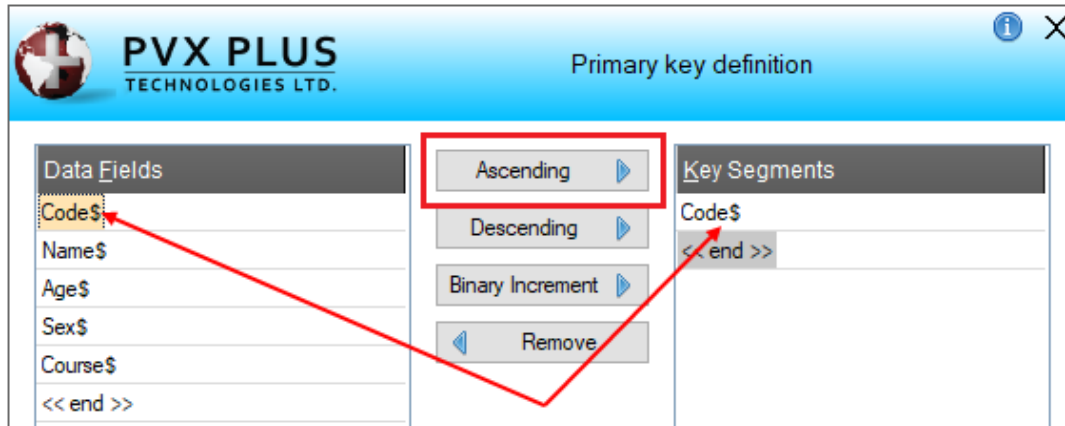 PVX PLUS
TECHNOLOGIES LTD.
Primary key definition
Data Fields
Code$
Name$
Age$
Sex$
Course$
<< end >>
Ascending
Descending
Binary Increment
Remove
Key Segments
Code$
<< end >>